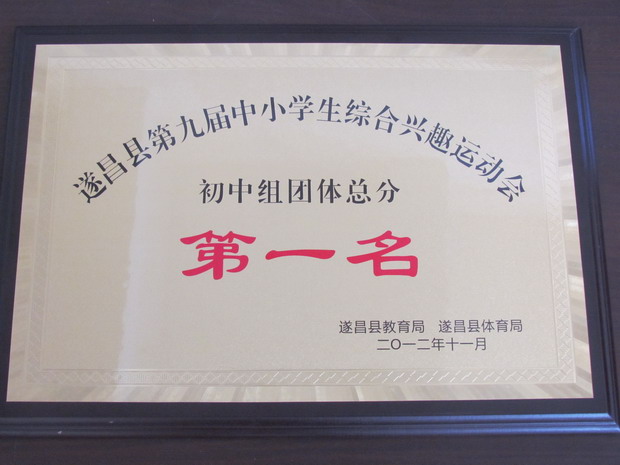 遂昌县第九届中小学生综合兴趣运动会
初中组团体总分
第一名
遂昌县教育局 遂昌县体育局
二〇一二年十一月